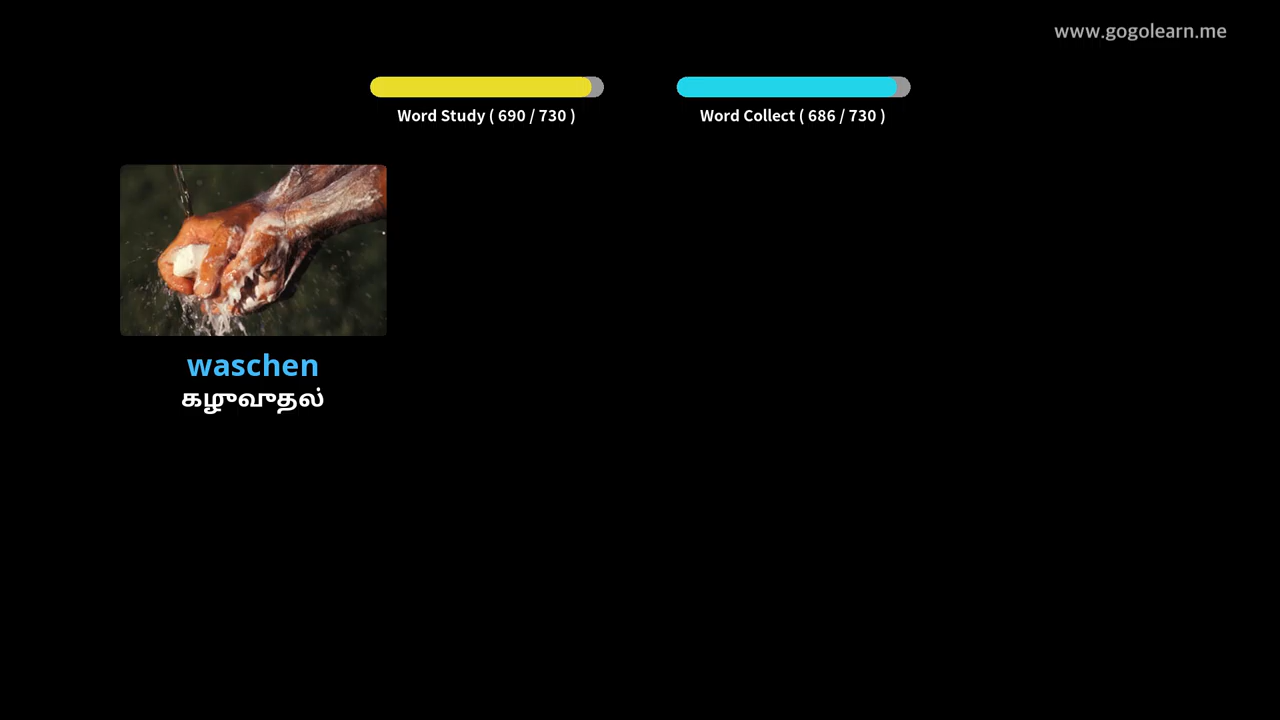 www.gogolearn.me
Word Study ( 690 / 730 )
Word Collect ( 686 / 730 )
waschen
கழுவுதல்